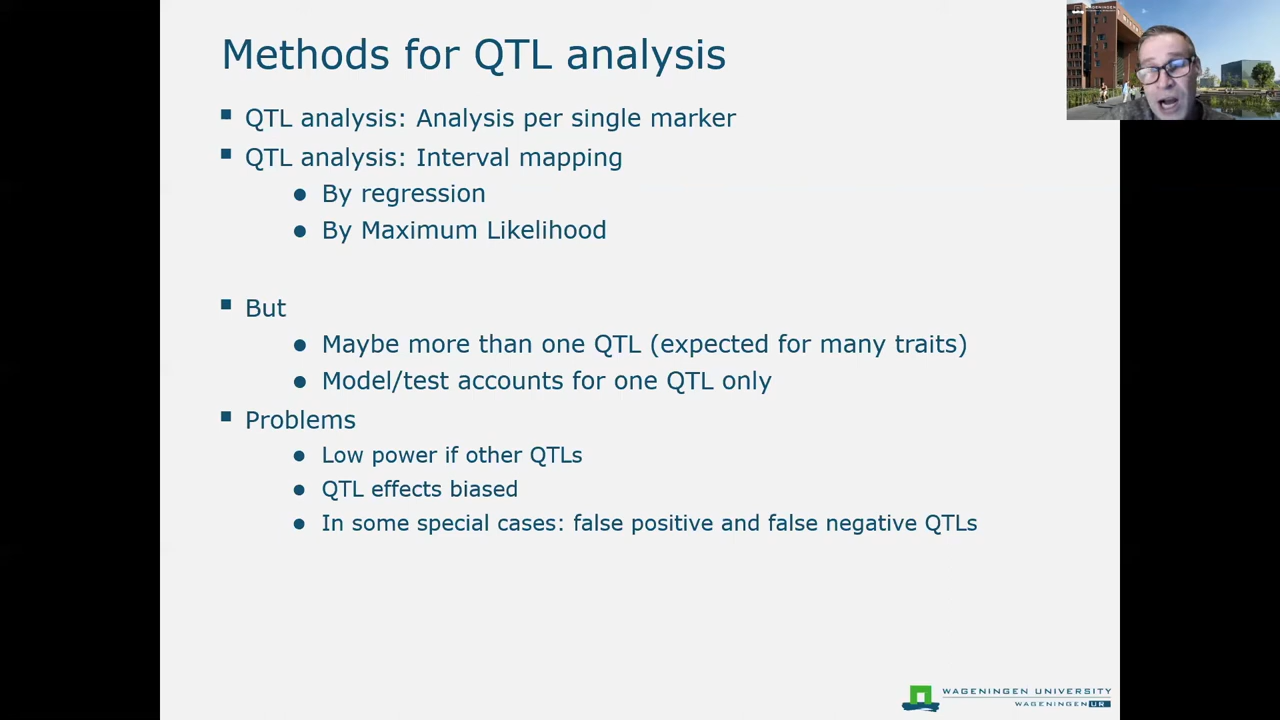 Methods for QTL analysis
QTL analysis: Analysis per single marker
QTL analysis: Interval mapping
By regression
By Maximum Likelihood
But
Maybe more than one QTL (expected for many traits)
Model/test accounts for one QTL only
Problems
Low power if other QTLs
QTL effects biased
In some special cases: false positive and false negative QTLs
WAGENINGEN UNIVERSITY
WAGENINGEN UR